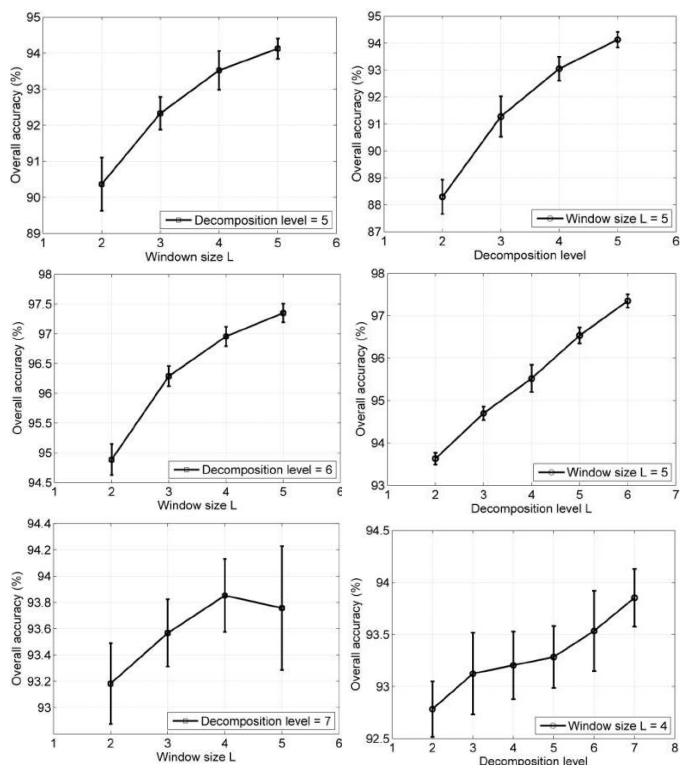 95
94
93
92
91
90
89
Overall accuracy (%)
1 2 3 4 5 6
Windown size L
Decomposition level = 5
95
94
93
92
91
90
89
88
87
Overall accuracy (%)
1 2 3 4 5 6
Decomposition level
Window size L = 5
98
97.5
97
96.5
96
95.5
95
94.5
Overall accuracy (%)
1 2 3 4 5 6
Window size L
Decomposition level = 6
98
97
96
95
94
93
Overall accuracy (%)
1 2 3 4 5 6 7
Decomposition level L
Window size L = 5
94.4
94.2
94
93.8
93.6
93.4
93.2
93
Overall accuracy (%)
1 2 3 4 5 6
Window size L
Decomposition level = 7
94.5
94
93.5
93
92.5
Overall accuracy (%)
1 2 3 4 5 6 7 8
Decomposition level
Window size L = 4